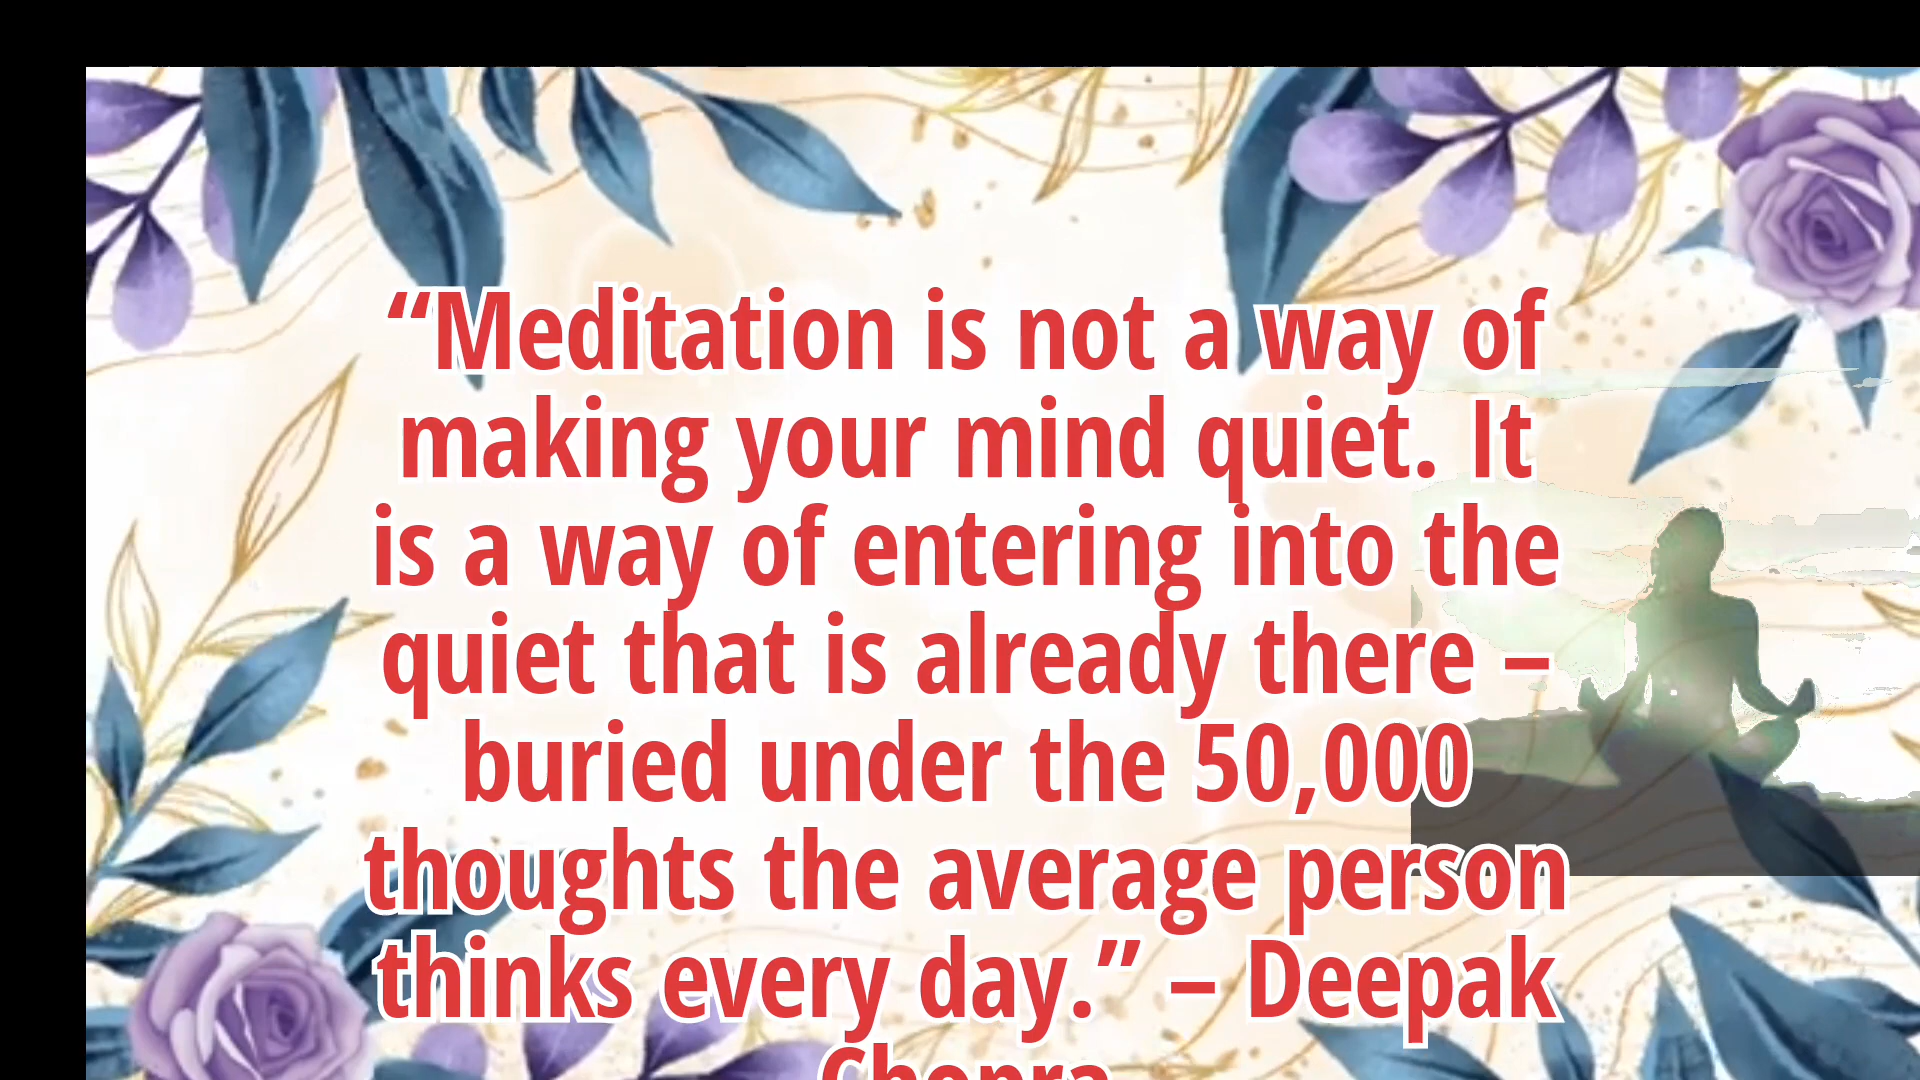 “Meditation is not a way of
making your mind quiet. It
is a way of entering into the
quiet that is already there –
buried under the 50,000
thoughts the average person
thinks every day.” – Deepak
Chopra